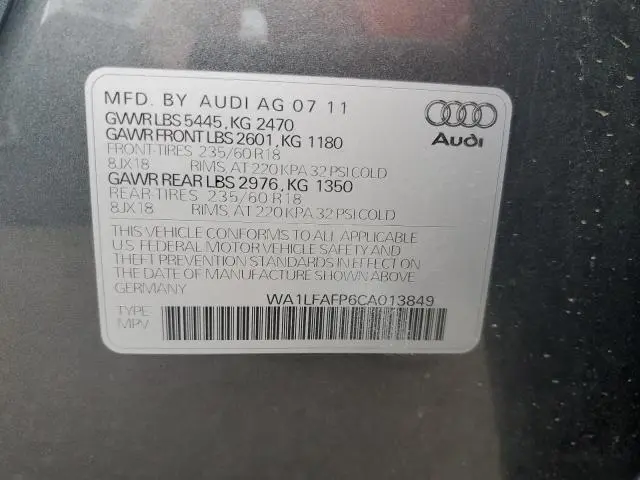 MFD. BY AUDI AG 07 11
GVWR LBS 5445, KG 2470
GAWR FRONT LBS 2601, KG 1180
FRONT TIRES 235/60 R18
8JX18 RIMS, AT 220 KPA 32 PSI COLD
GAWR REAR LBS 2976, KG 1350
REAR TIRES 235/60 R18
8JX18 RIMS, AT 220 KPA 32 PSI COLD
Audi
THIS VEHICLE CONFORMS TO ALL APPLICABLE
U.S. FEDERAL MOTOR VEHICLE SAFETY AND
THEFT PREVENTION STANDARDS IN EFFECT ON
THE DATE OF MANUFACTURE SHOWN ABOVE
GERMANY WA1LFAFP6CA013849
TYPE
MPV